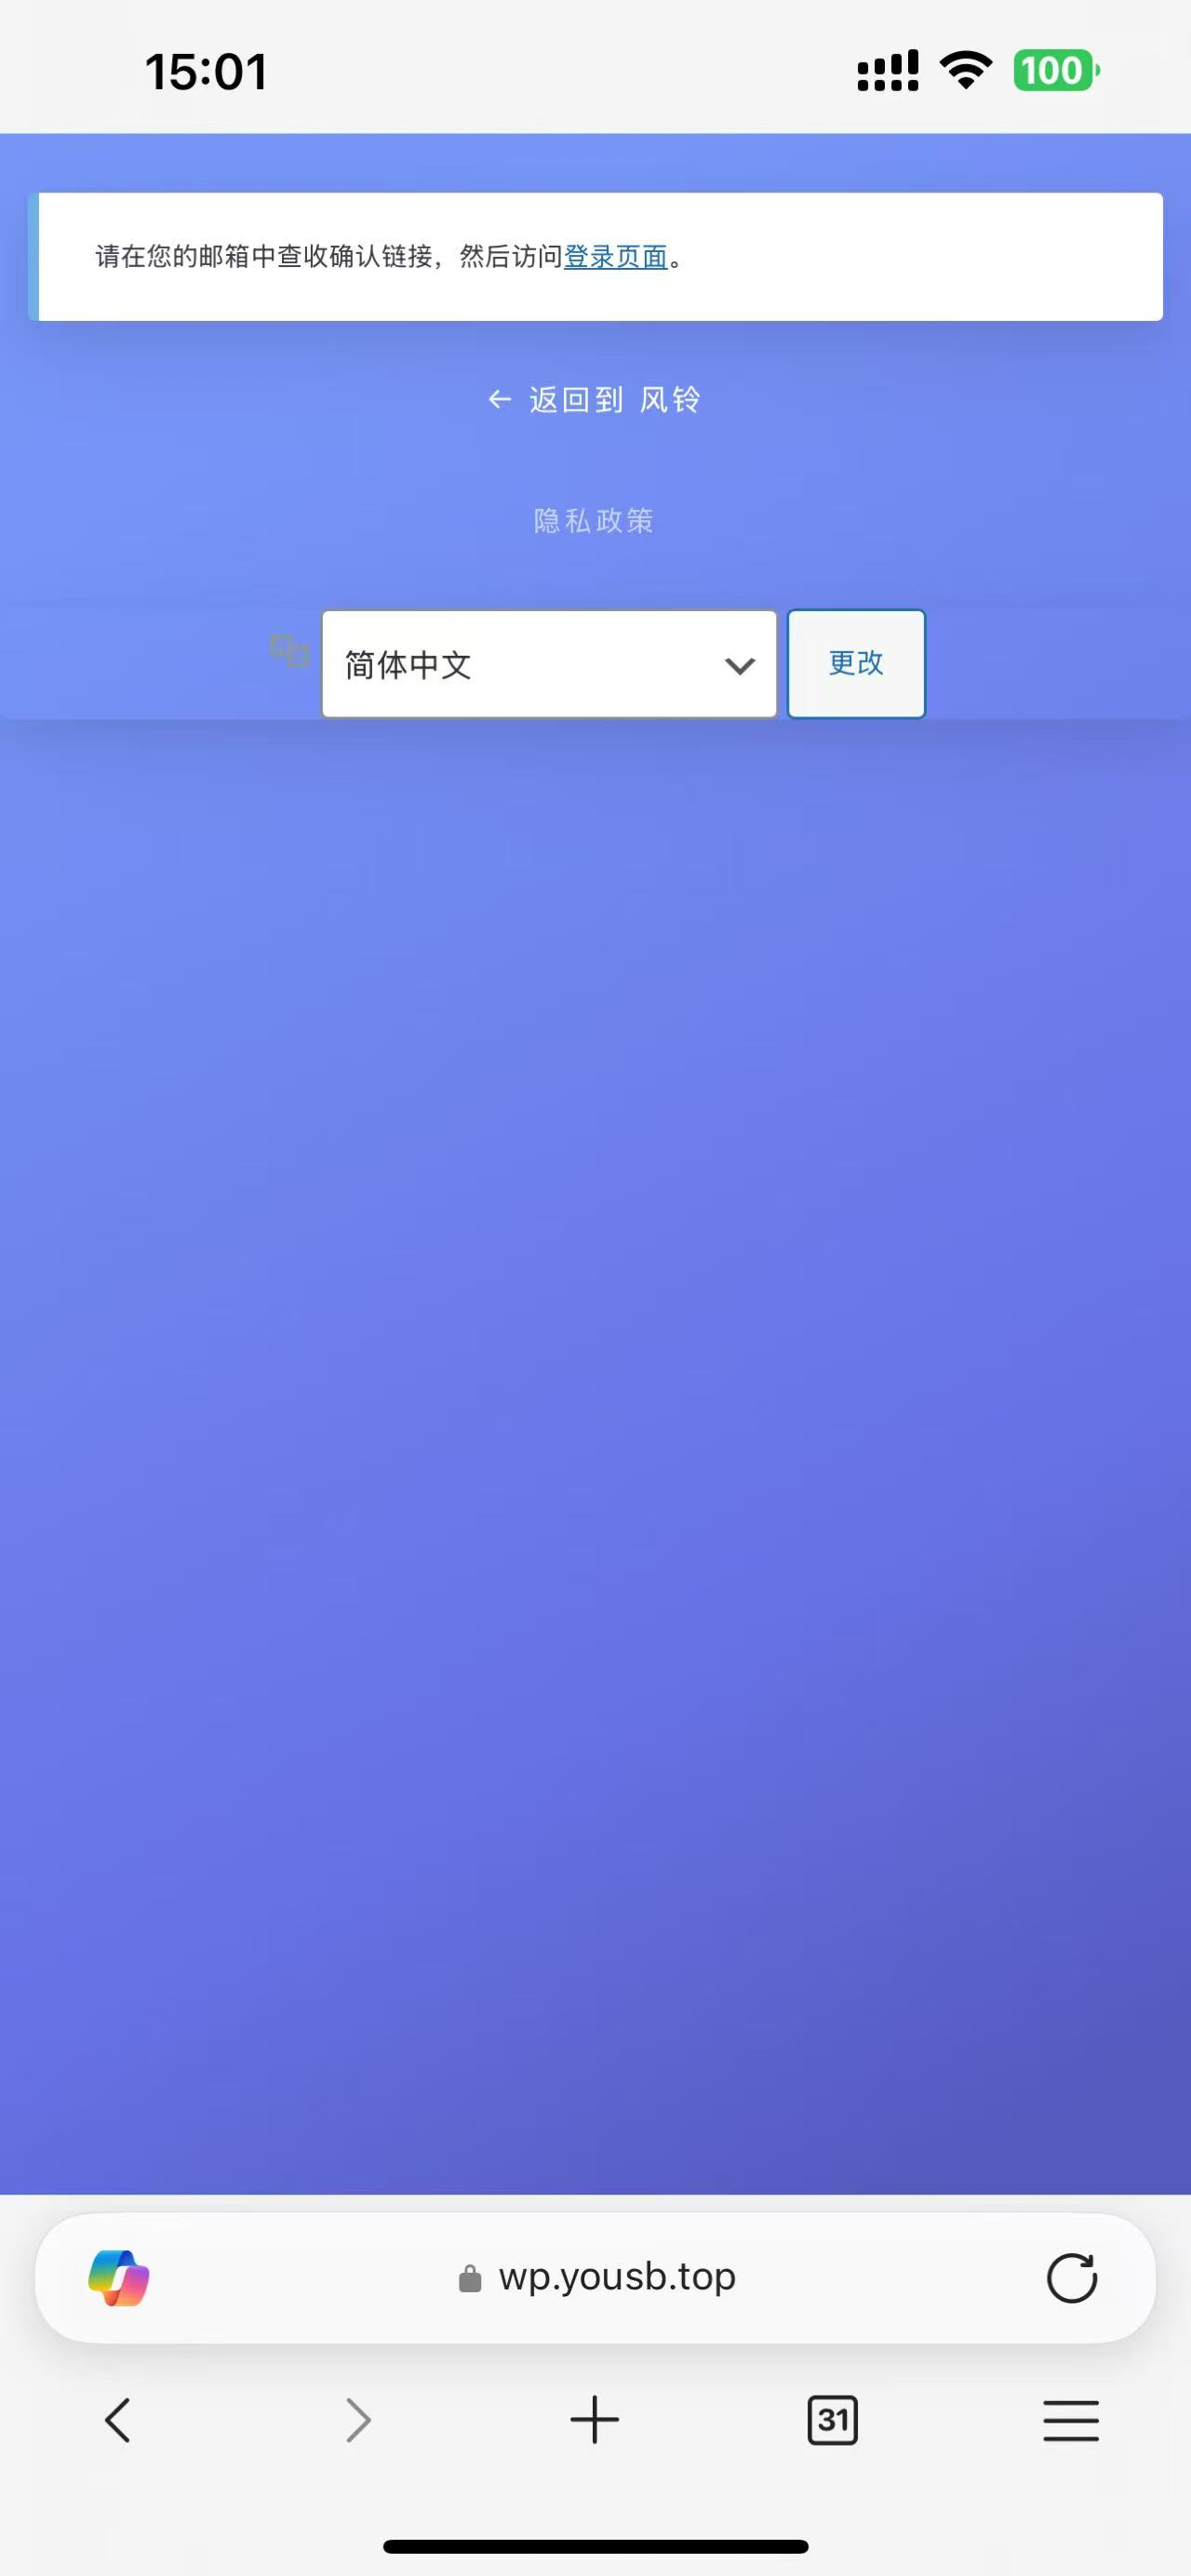 15:01
100
请在您的邮箱中查收确认链接，然后访问登录页面。
← 返回到 风铃
隐私政策
简体中文
更改
wp.yousb.top
31